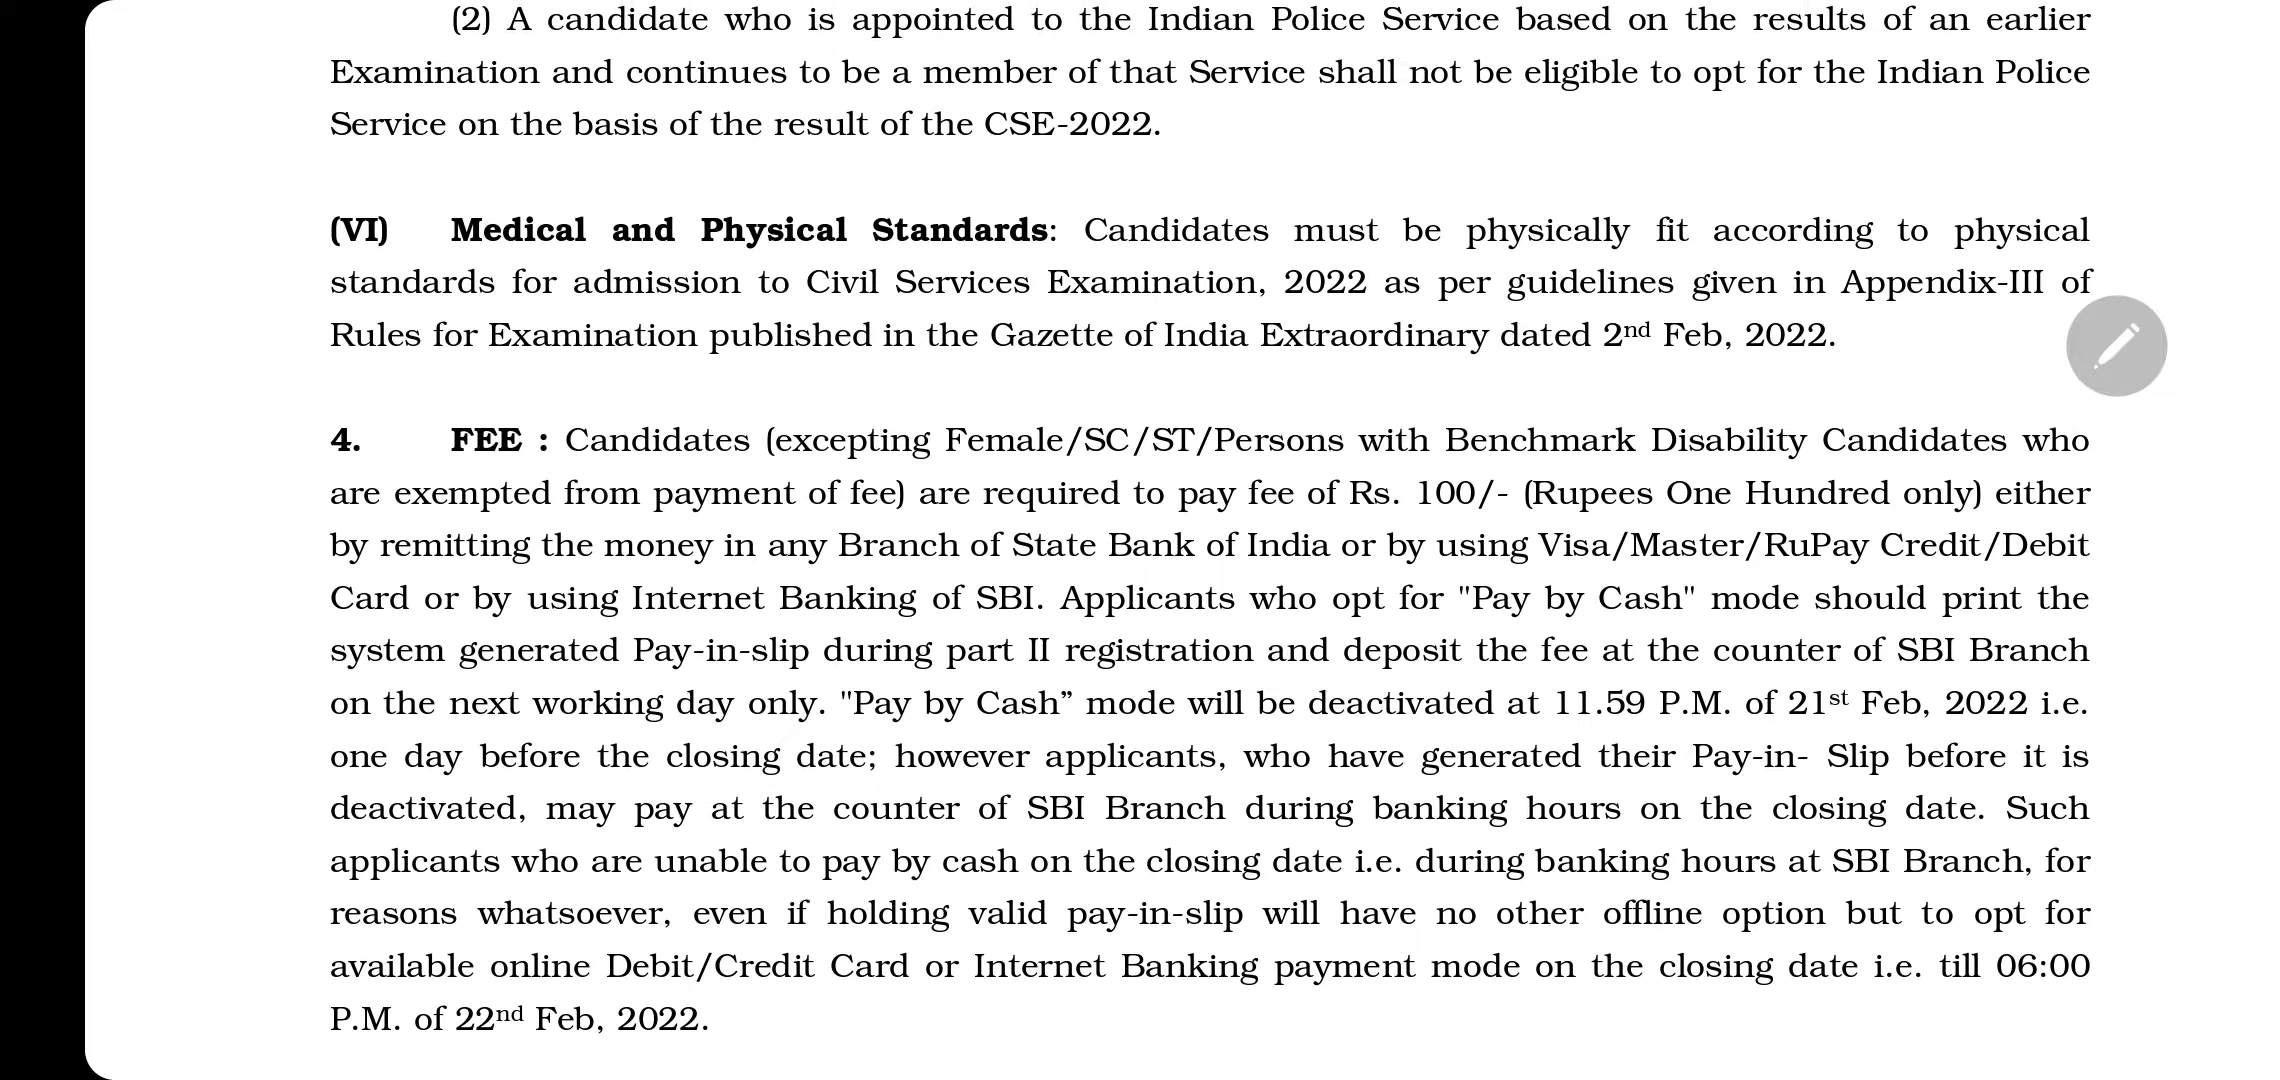 (2) A candidate who is appointed to the Indian Police Service based on the results of an earlier
Examination and continues to be a member of that Service shall not be eligible to opt for the Indian Police
Service on the basis of the result of the CSE-2022.
(VI) Medical and Physical Standards: Candidates must be physically fit according to physical
standards for admission to Civil Services Examination, 2022 as per guidelines given in Appendix-III of
Rules for Examination published in the Gazette of India Extraordinary dated 2nd Feb, 2022.
4. FEE : Candidates (excepting Female/SC/ST/Persons with Benchmark Disability Candidates who
are exempted from payment of fee) are required to pay fee of Rs. 100/- (Rupees One Hundred only) either
by remitting the money in any Branch of State Bank of India or by using Visa/Master/RuPay Credit/Debit
Card or by using Internet Banking of SBI. Applicants who opt for "Pay by Cash" mode should print the
system generated Pay-in-slip during part II registration and deposit the fee at the counter of SBI Branch
on the next working day only. "Pay by Cash” mode will be deactivated at 11.59 P.M. of 21st Feb, 2022 i.e.
one day before the closing date; however applicants, who have generated their Pay-in- Slip before it is
deactivated, may pay at the counter of SBI Branch during banking hours on the closing date. Such
applicants who are unable to pay by cash on the closing date i.e. during banking hours at SBI Branch, for
reasons whatsoever, even if holding valid pay-in-slip will have no other offline option but to opt for
available online Debit/Credit Card or Internet Banking payment mode on the closing date i.e. till 06:00
P.M. of 22nd Feb, 2022.